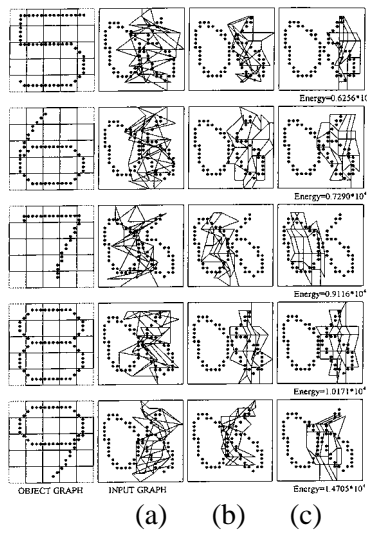 Energy=0.6256*10
Energy=0.7290*10⁴
Energy=0.9116*10⁴
Energy=1.0171*10⁴
Energy=1.4705*10⁴
OBJECT GRAPH INPUT GRAPH
(a) (b) (c)